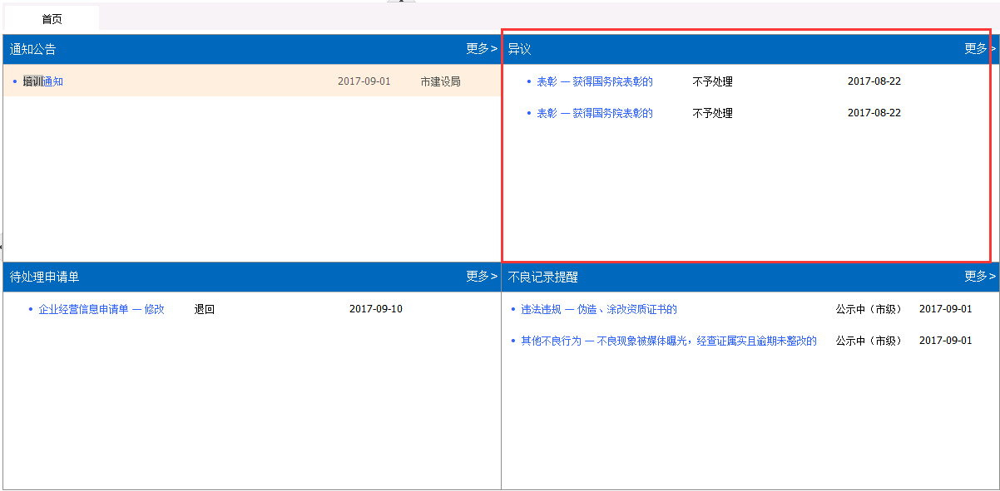 首页
通知公告 更多>
• 培训通知 2017-09-01 市建设局
异议 更多>
• 表彰 — 获得国务院表彰的 不予处理 2017-08-22
• 表彰 — 获得国务院表彰的 不予处理 2017-08-22
待处理申请单 更多>
• 企业经营信息申请单 — 修改 退回 2017-09-10
不良记录提醒 更多>
• 违法违规 — 伪造、涂改资质证书的 公示中（市级） 2017-09-01
• 其他不良行为 — 不良现象被媒体曝光，经查证属实且逾期未整改的 公示中（市级） 2017-09-01